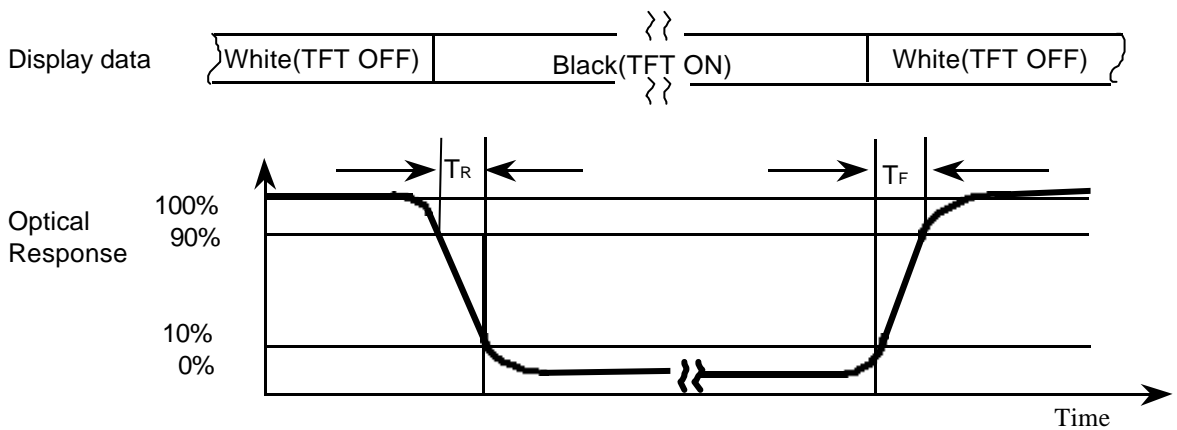 Display data
White(TFT OFF) Black(TFT ON) White(TFT OFF)
TR TF
Optical
Response
100%
90%
10%
0%
Time